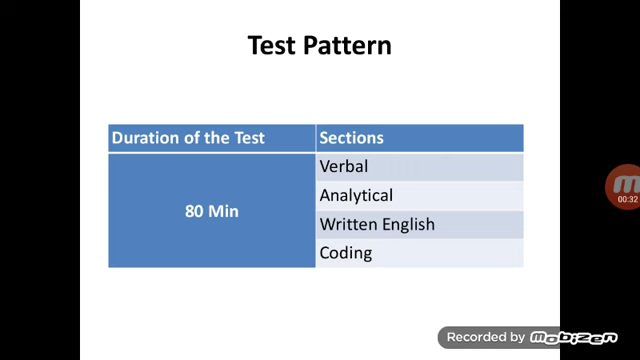 Test Pattern
Duration of the Test Sections
Verbal
Analytical
80 Min
Written English
Coding
00:32
Recorded by Mobizen